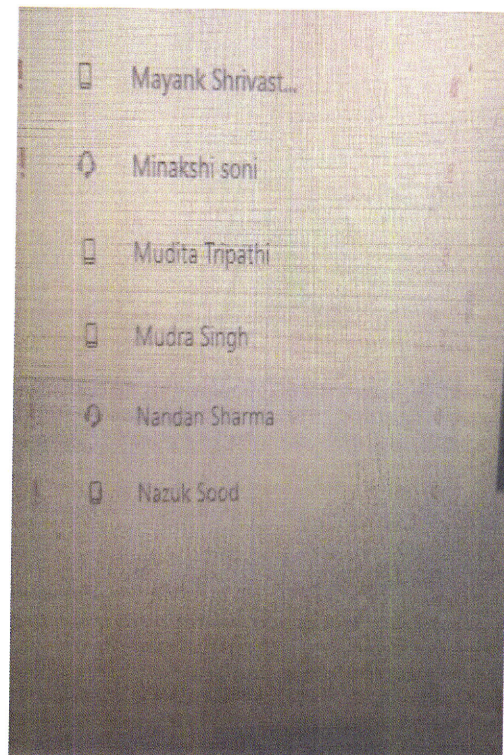 Mayank Shrivast...
Minakshi soni
Mudita Tripathi
Mudra Singh
Nandan Sharma
Nazuk Sood